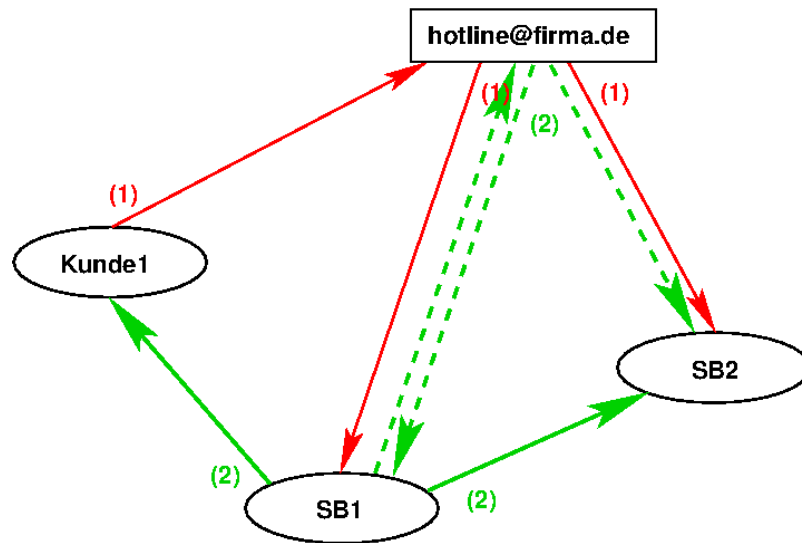 hotline@firma.de
(1)
(1)
(2)
(1)
Kunde1
SB2
(2)
(2)
SB1